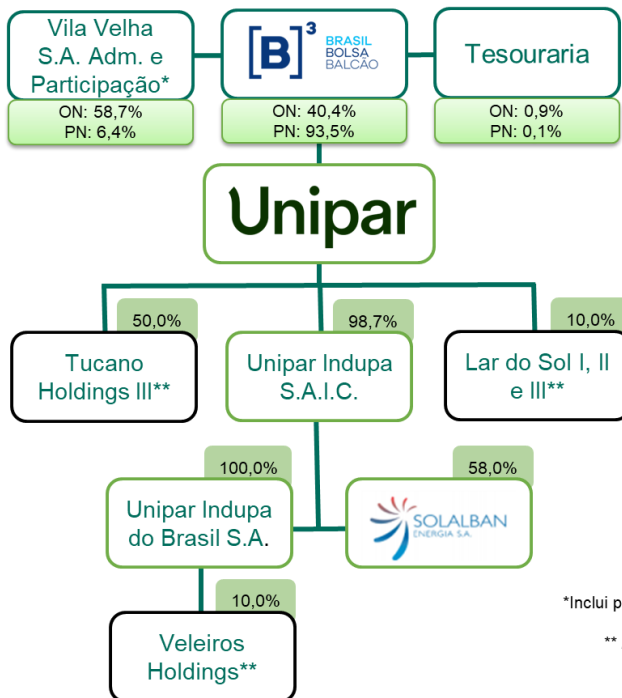 Vila Velha
S.A. Adm. e
Participação*
[B]³ BRASIL
BOLSA
BALCÃO
Tesouraria
ON: 58,7%
PN: 6,4%
ON: 40,4%
PN: 93,5%
ON: 0,9%
PN: 0,1%
Unipar
50,0%
98,7%
10,0%
Tucano
Holdings III**
Unipar Indupa
S.A.I.C.
Lar do Sol I, II
e III**
100,0%
58,0%
Unipar Indupa
do Brasil S.A.
SOLALBAN
ENERGIA S.A.
10,0%
Veleiros
Holdings**
*Inclui p
**